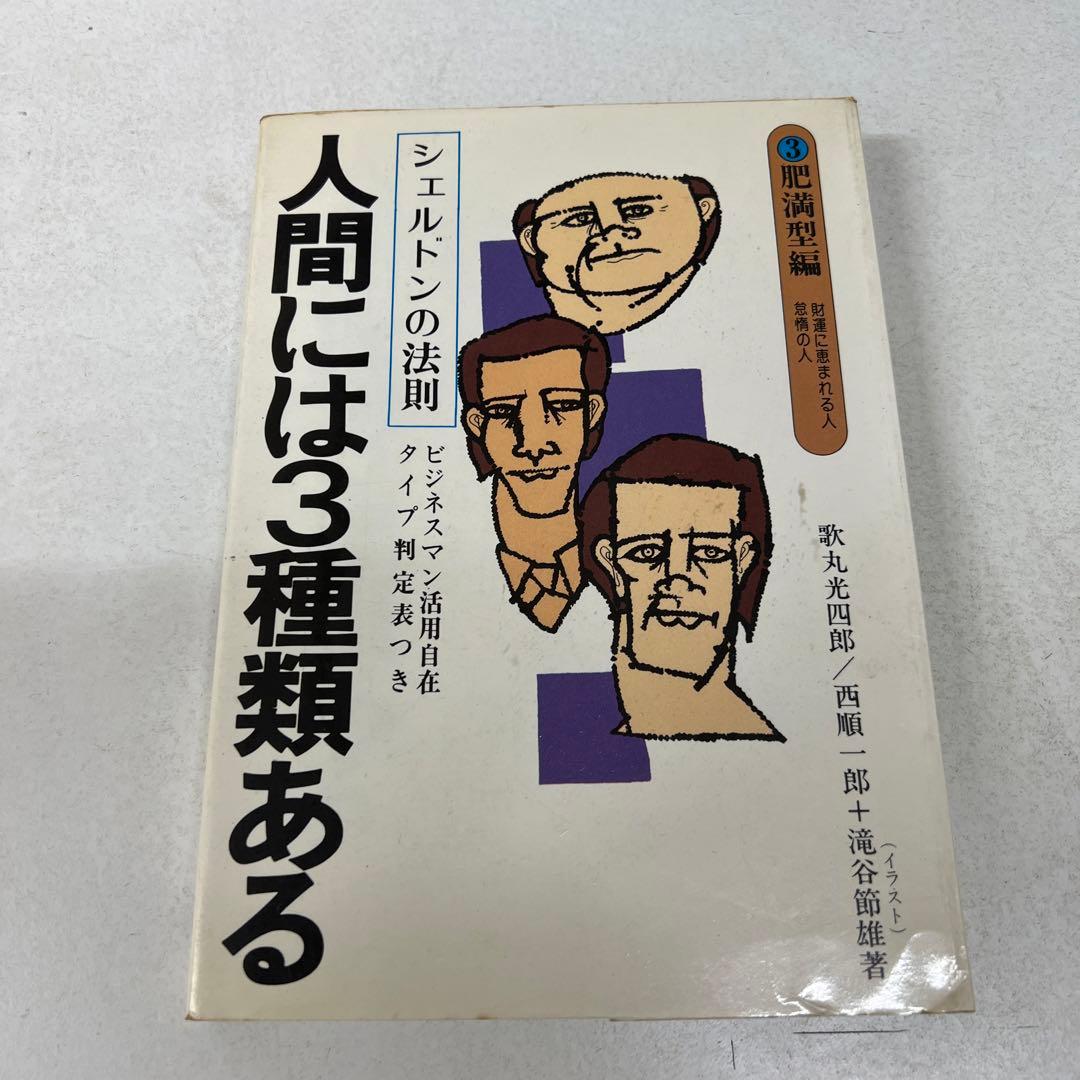 ③肥満型編
財運に恵まれる人
怠惰の人
歌丸光四郎/西順一郎+滝谷節雄著
(イラスト)
シェルドンの法則
ビジネスマン活用自在
タイプ判定表つき
人間には3種類ある